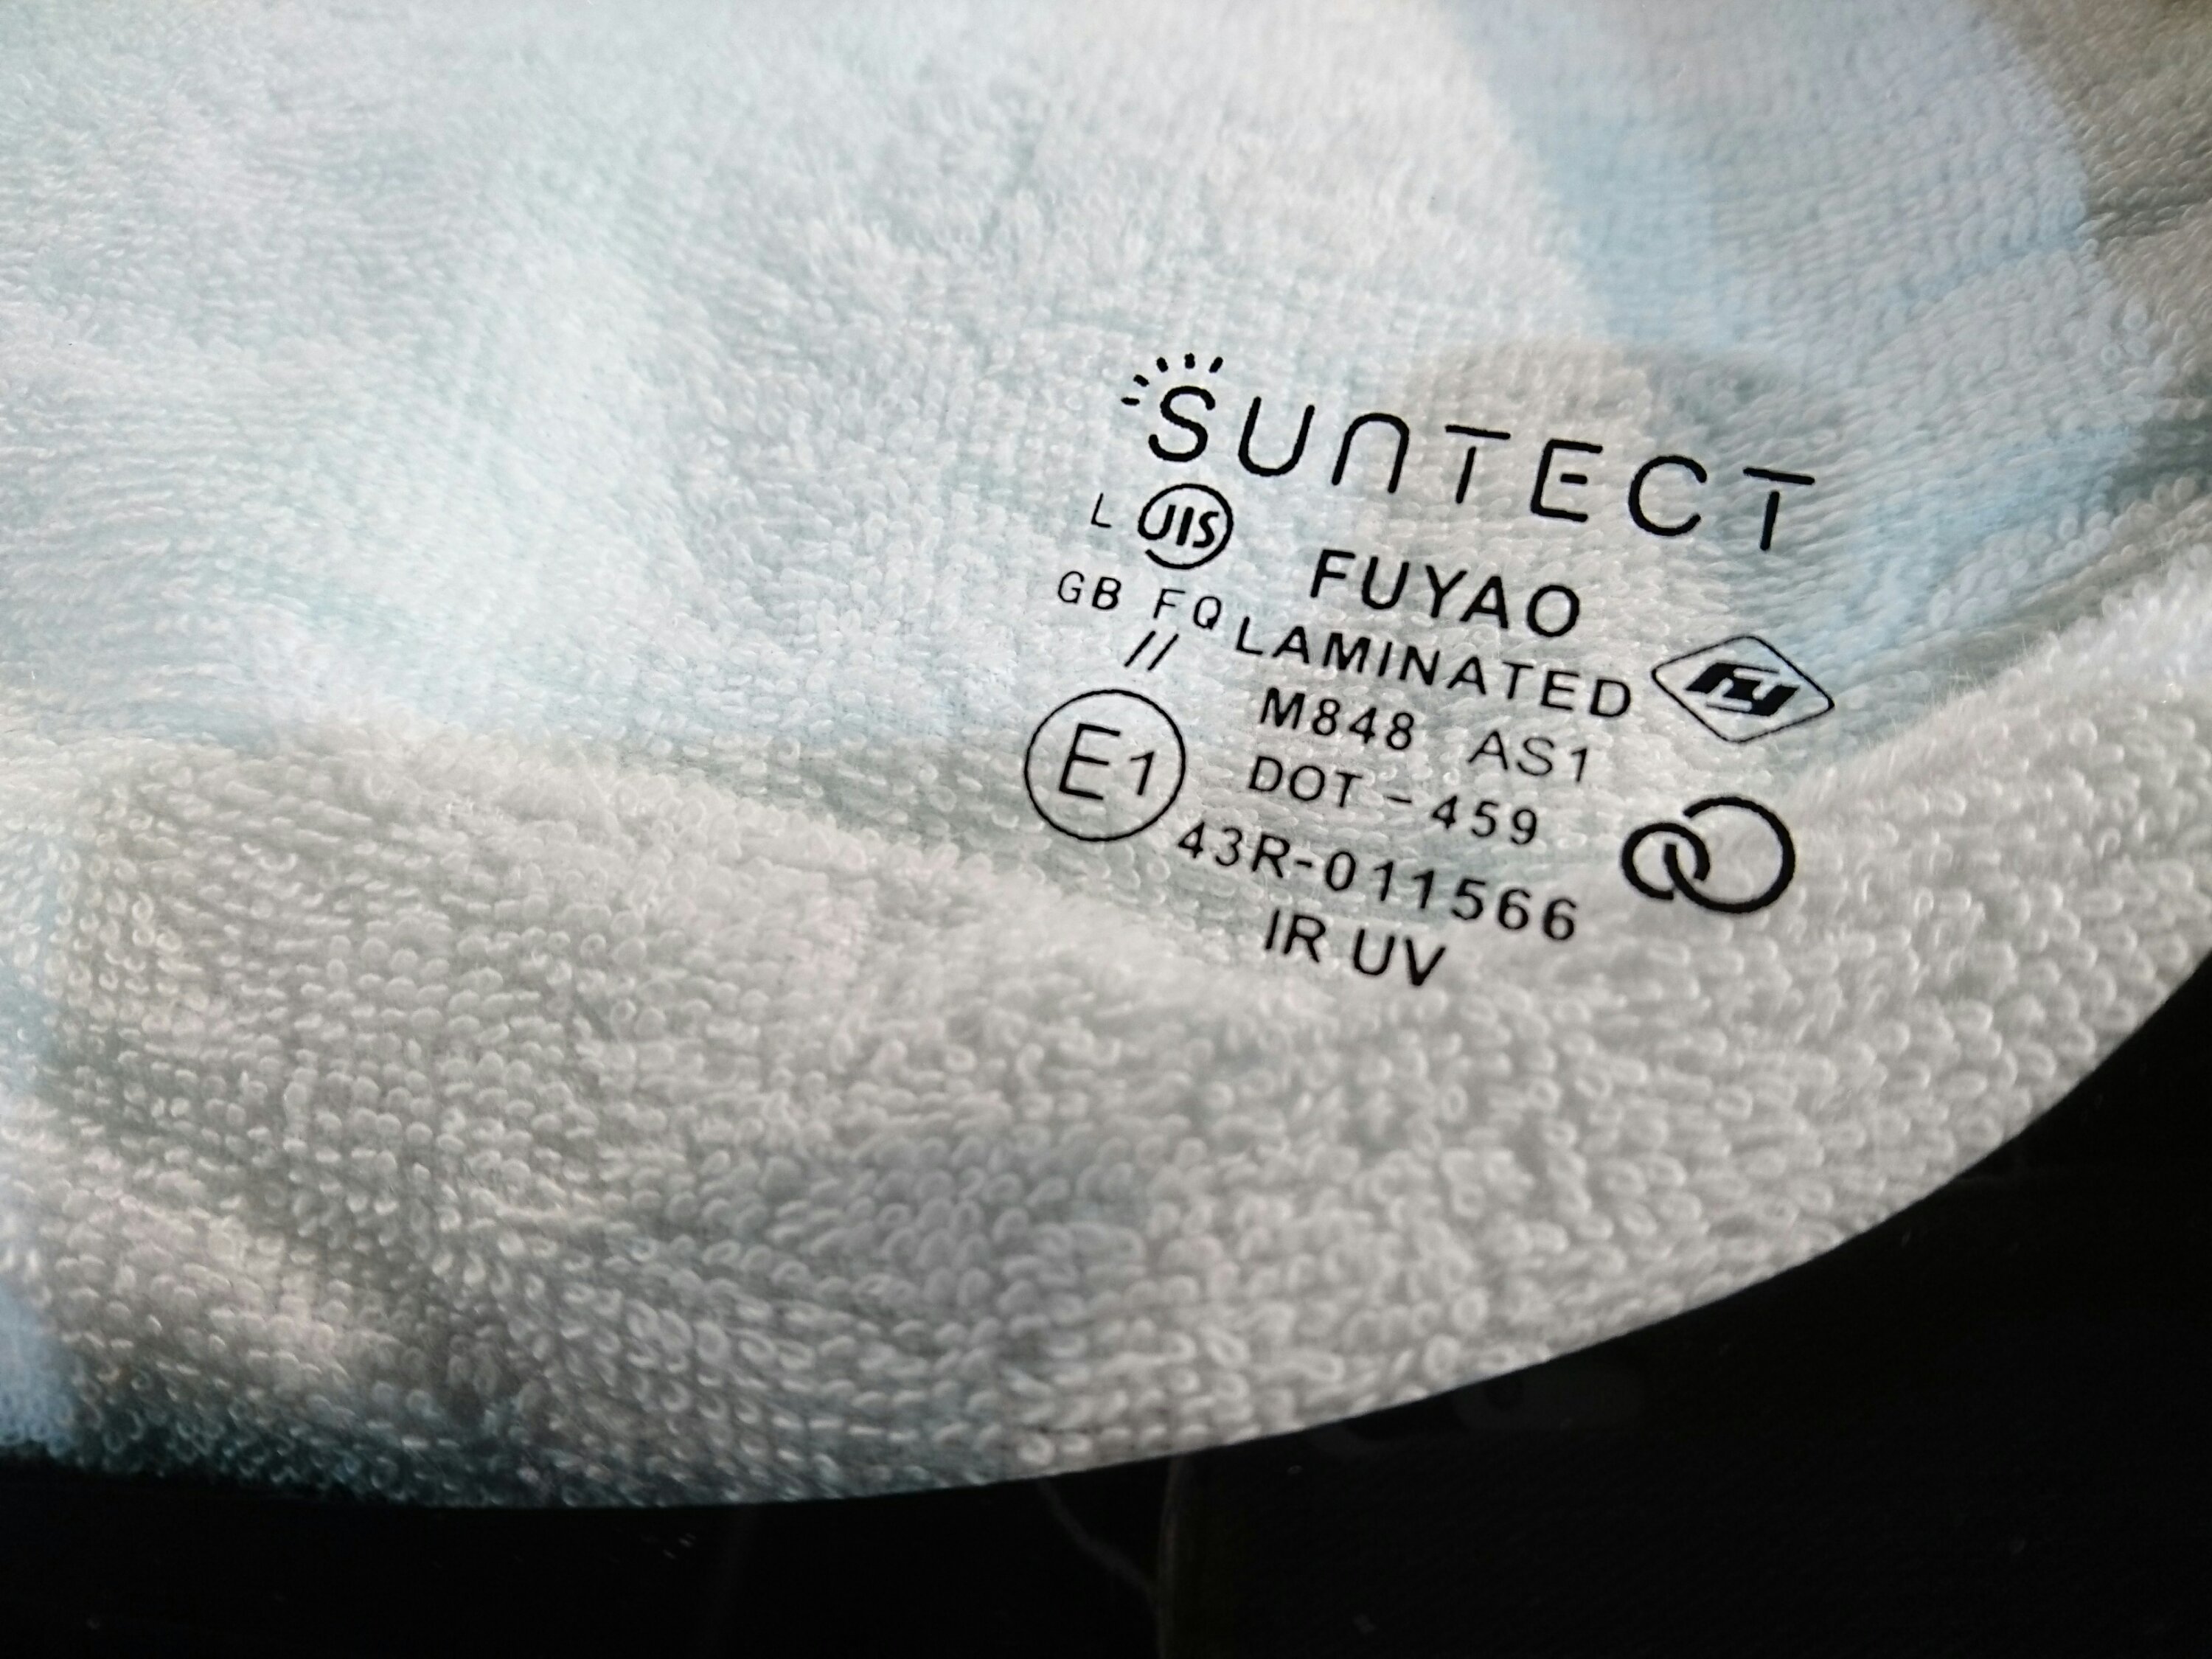 SUNTECT
L JIS FUYAO
GB FQ LAMINATED
//
M848 AS1
E1 DOT - 459
43R-011566
IR UV